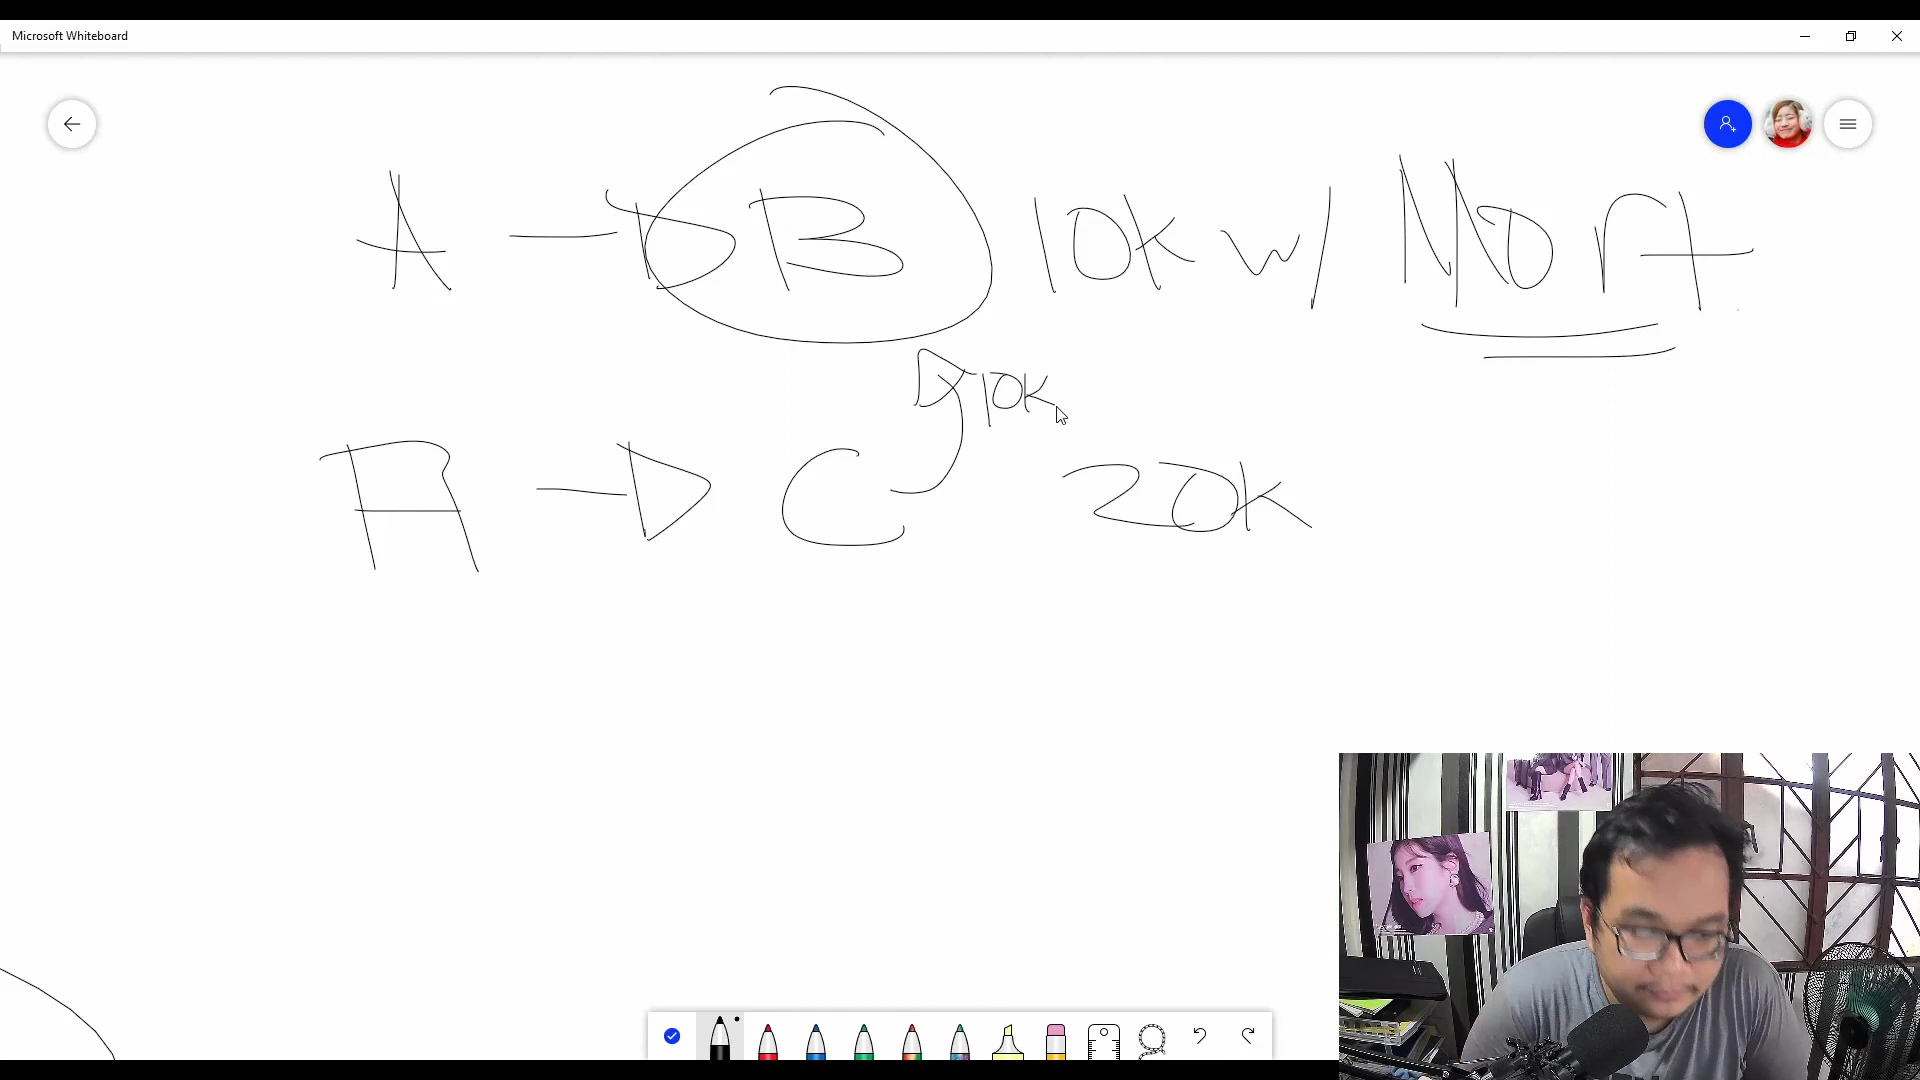 Microsoft Whiteboard
A → B 10K w/ Mort
10K
A → C 20K